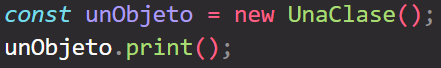 const unObjeto = new UnaClase();
unObjeto.print();